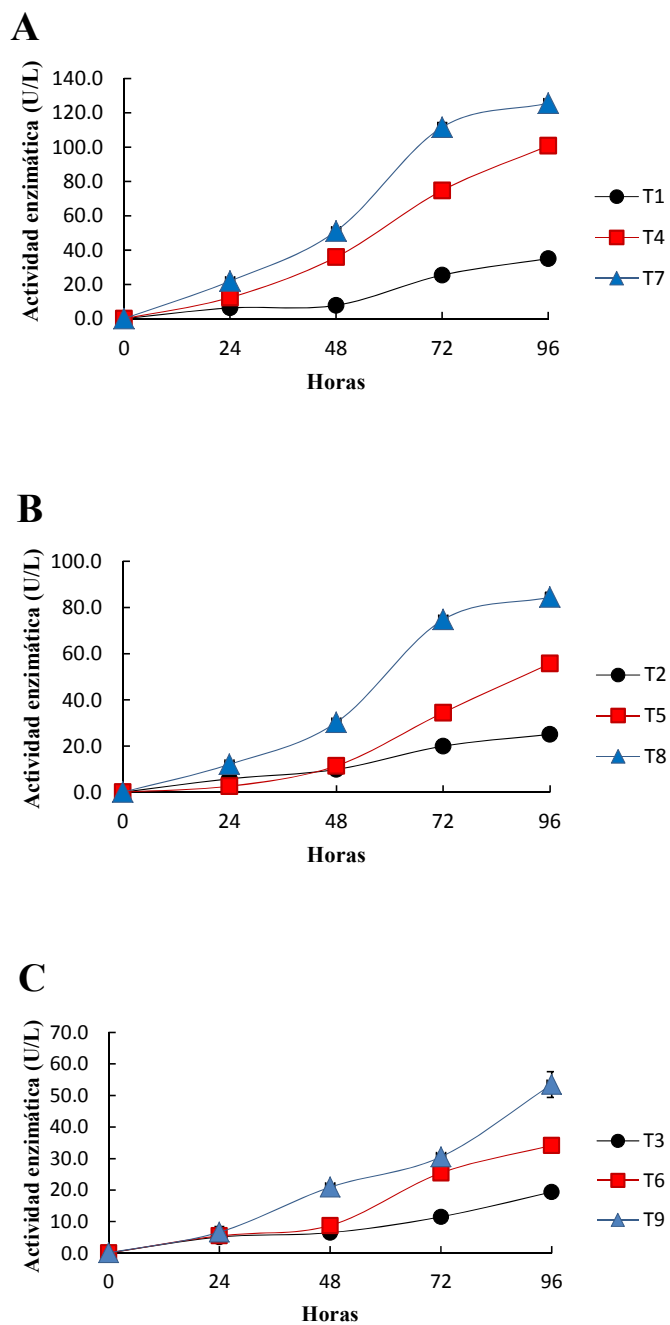 A
Actividad enzimática (U/L)
140.0
120.0
100.0
80.0
60.0
40.0
20.0
0.0
0 24 48 72 96
Horas
T1
T4
T7
B
Actividad enzimática (U/L)
100.0
80.0
60.0
40.0
20.0
0.0
0 24 48 72 96
Horas
T2
T5
T8
C
Actividad enzimática (U/L)
70.0
60.0
50.0
40.0
30.0
20.0
10.0
0.0
0 24 48 72 96
Horas
T3
T6
T9